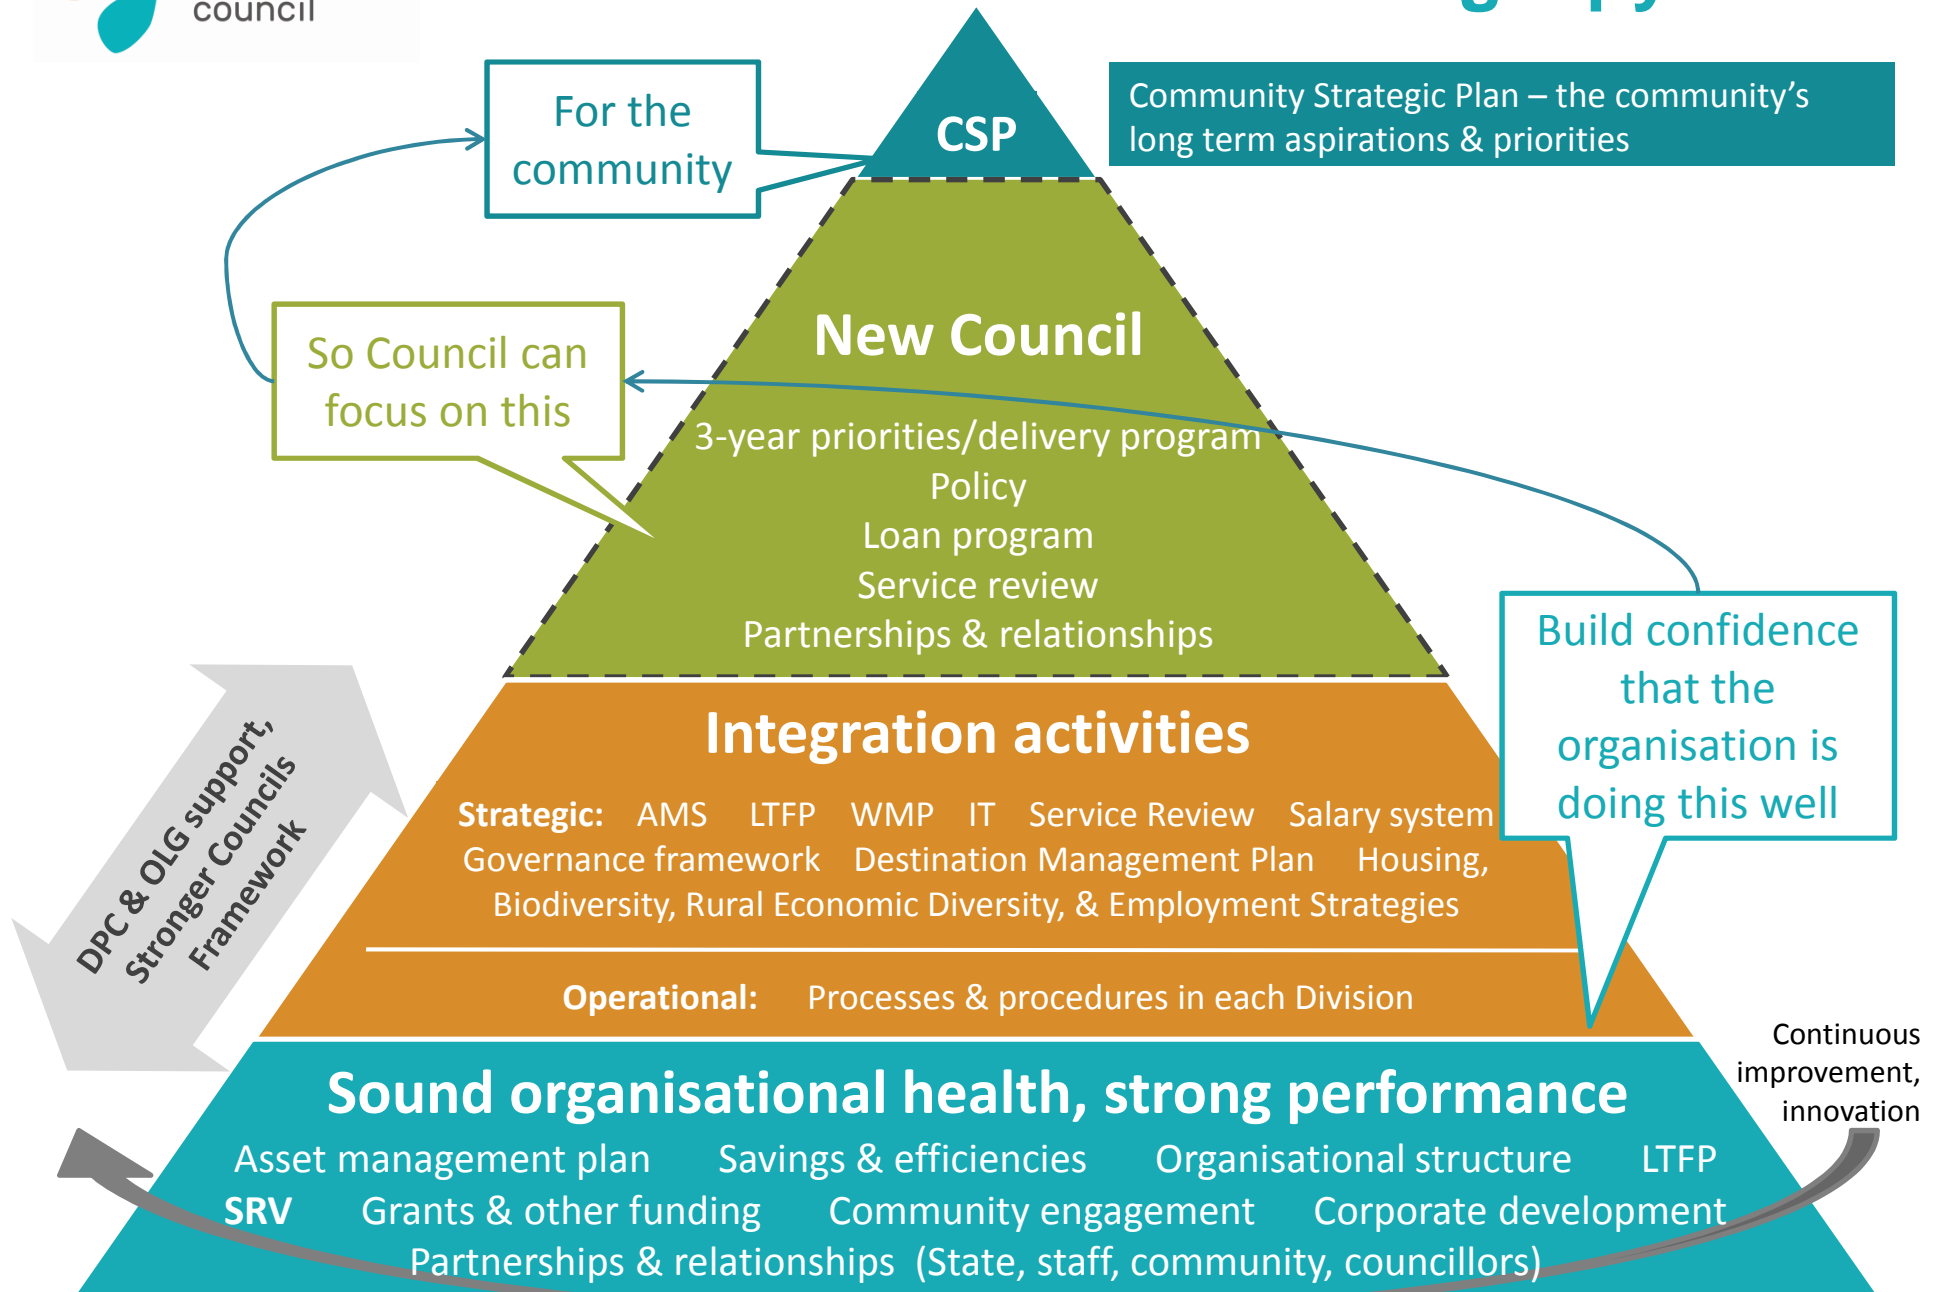 council
For the
community
CSP
Community Strategic Plan – the community's
long term aspirations & priorities
New Council
So Council can
focus on this
3-year priorities/delivery program
Policy
Loan program
Service review
Partnerships & relationships
Build confidence
that the
organisation is
doing this well
DPC & OLG support,
Stronger Councils
Framework
Integration activities
Strategic: AMS LTFP WMP IT Service Review Salary system
Governance framework Destination Management Plan Housing,
Biodiversity, Rural Economic Diversity, & Employment Strategies
Operational: Processes & procedures in each Division
Continuous
improvement,
innovation
Sound organisational health, strong performance
Asset management plan Savings & efficiencies Organisational structure LTFP
SRV Grants & other funding Community engagement Corporate development
Partnerships & relationships (State, staff, community, councillors)